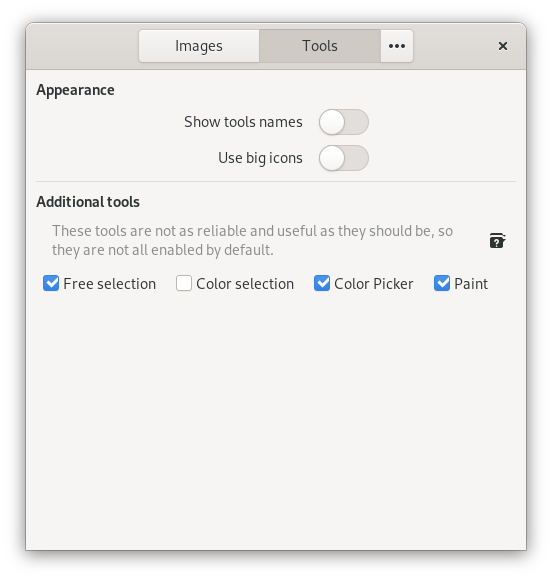 Images Tools
Appearance
Show tools names
Use big icons
Additional tools
These tools are not as reliable and useful as they should be, so
they are not all enabled by default.
Free selection Color selection Color Picker Paint